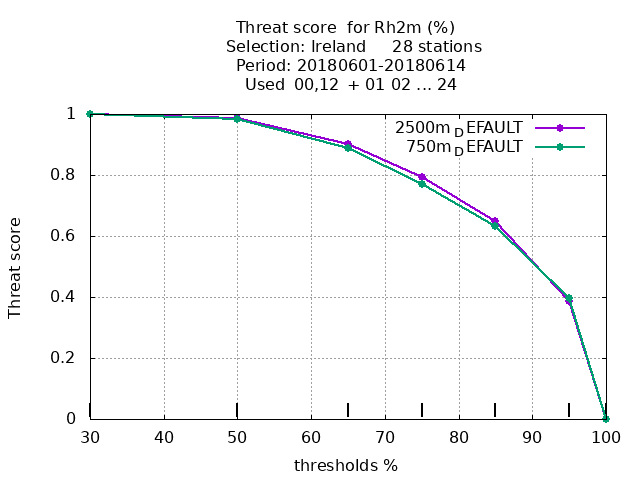 Threat score  for Rh2m (%)
Selection: Ireland     28 stations
Period: 20180601-20180614
Used  00,12  + 01 02 ... 24
2500m_DEFAULT
750m_DEFAULT
1
0.8
0.6
0.4
0.2
0
Threat score
30 40 50 60 70 80 90 100
thresholds %